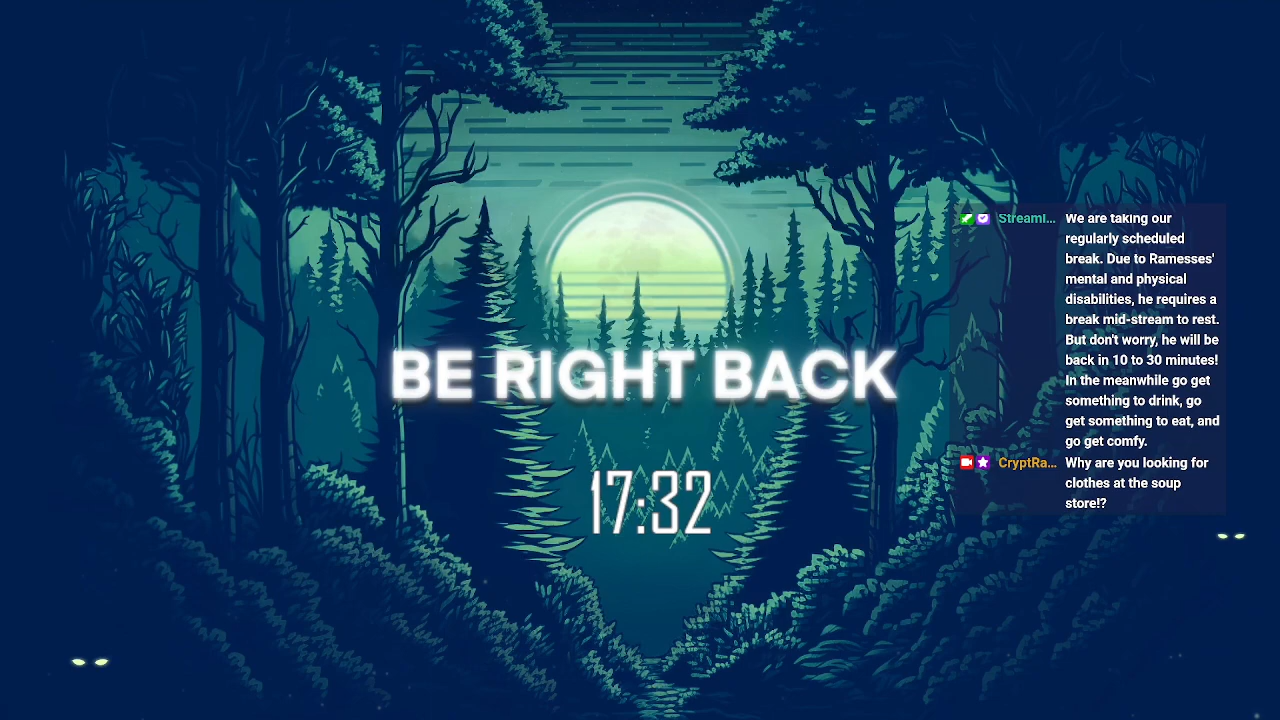 BE RIGHT BACK
17:32
Streaml... We are taking our
regularly scheduled
break. Due to Ramesses'
mental and physical
disabilities, he requires a
break mid-stream to rest.
But don't worry, he will be
back in 10 to 30 minutes!
In the meanwhile go get
something to drink, go
get something to eat, and
go get comfy.
CryptRa... Why are you looking for
clothes at the soup
store!?